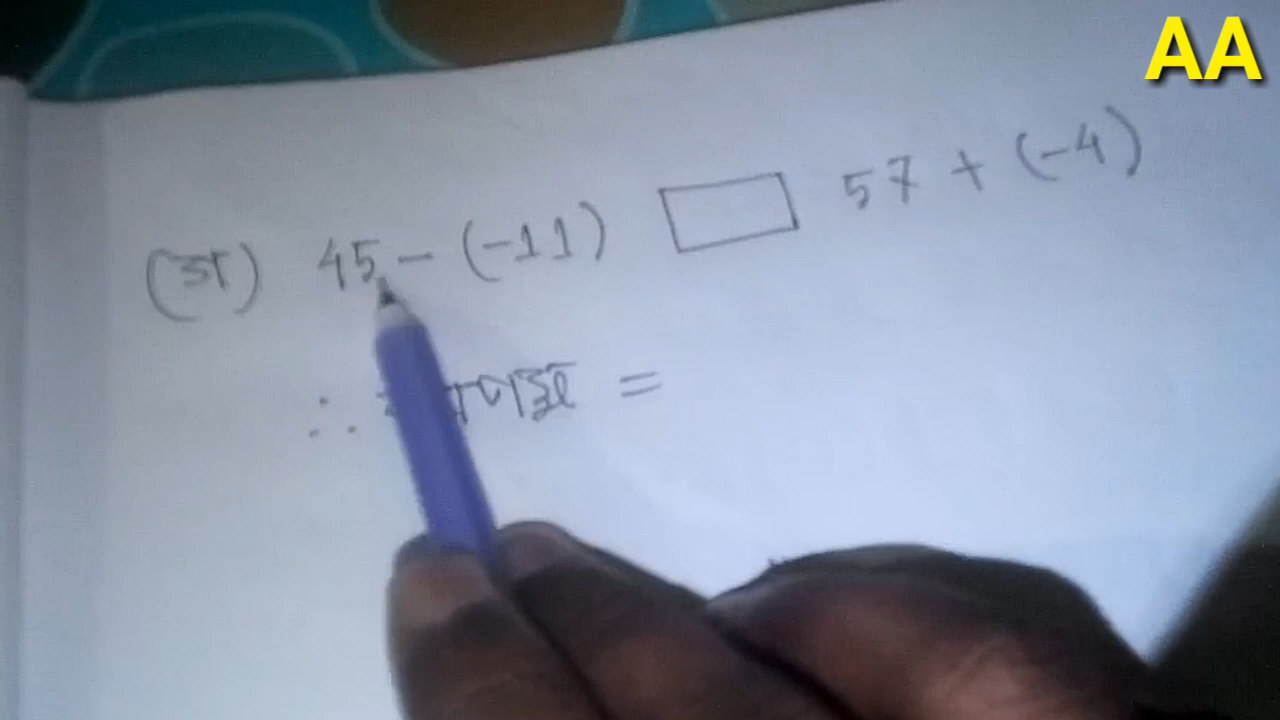 AA
(ज) 45 - (-11) □ 57 + (-4)
∴ =